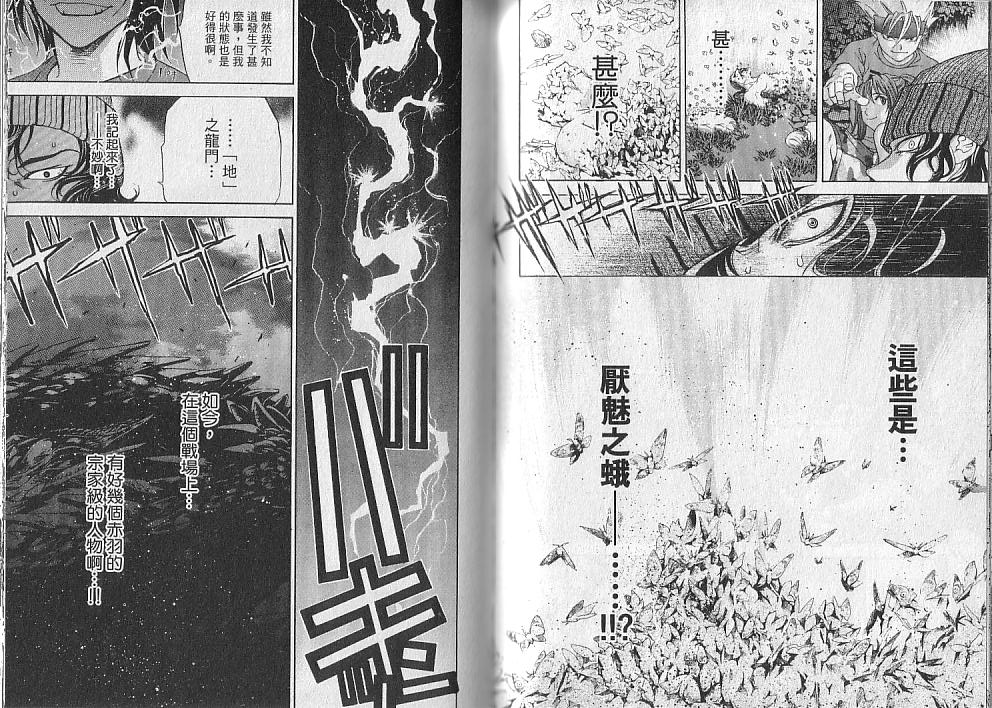 甚……
甚麼!?
這些是…
厭魅之蛾——……!!?
雖然我不知
道發生了甚
麼事，但我
的狀態也是
好得很啊。
……「地」
之龍門…
我記起來了…
——不妙啊…
如今，
在這個戰場上…
有好幾個赤羽的
宗家級的人物啊…!!